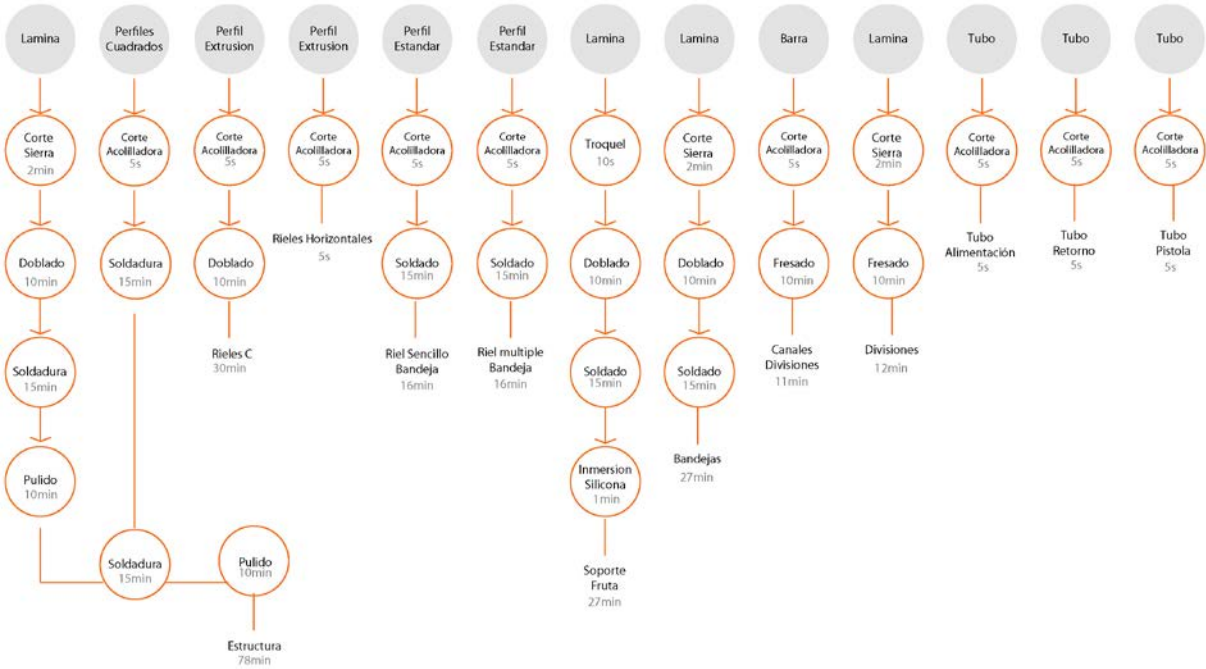 Lamina
Perfiles
Cuadrados
Perfil
Extrusion
Perfil
Extrusion
Perfil
Estandar
Perfil
Estandar
Lamina
Lamina
Barra
Lamina
Tubo
Tubo
Tubo
Corte
Sierra
2min
Corte
Acolilladora
5s
Corte
Acolilladora
5s
Corte
Acolilladora
5s
Corte
Acolilladora
5s
Corte
Acolilladora
5s
Troquel
10s
Corte
Sierra
2min
Corte
Acolilladora
5s
Corte
Sierra
2min
Corte
Acolilladora
5s
Corte
Acolilladora
5s
Corte
Acolilladora
5s
Doblado
10min
Soldadura
15min
Doblado
10min
Rieles Horizontales
5s
Soldado
15min
Soldado
15min
Doblado
10min
Doblado
10min
Fresado
10min
Fresado
10min
Tubo
Alimentación
5s
Tubo
Retorno
5s
Tubo
Pistola
5s
Soldadura
15min
Rieles C
30min
Riel Sencillo
Bandeja
16min
Riel multiple
Bandeja
16min
Soldado
15min
Soldado
15min
Canales
Divisiones
11min
Divisiones
12min
Pulido
10min
Inmersion
Silicona
1min
Bandejas
27min
Soldadura
15min
Pulido
10min
Soporte
Fruta
27min
Estructura
78min